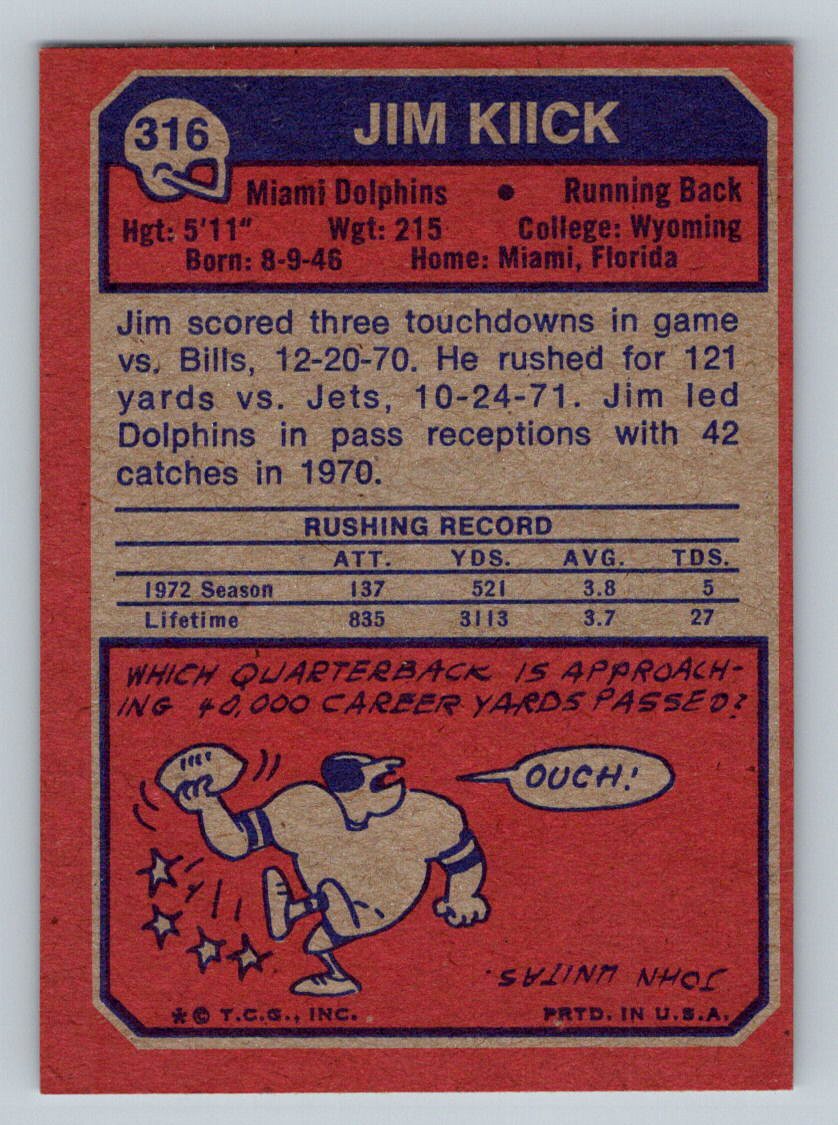 316
JIM KIICK
Miami Dolphins • Running Back
Hgt: 5'11" Wgt: 215 College: Wyoming
Born: 8-9-46 Home: Miami, Florida
Jim scored three touchdowns in game
vs. Bills, 12-20-70. He rushed for 121
yards vs. Jets, 10-24-71. Jim led
Dolphins in pass receptions with 42
catches in 1970.
RUSHING RECORD
ATT. YDS. AVG. TDS.
1972 Season 137 521 3.8 5
Lifetime 835 3113 3.7 27
WHICH QUARTERBACK IS APPROACH-
ING 40,000 CAREER YARDS PASSED?
OUCH!
JOHN UNITAS.
*© T.C.G., INC. PRTD. IN U.S.A.